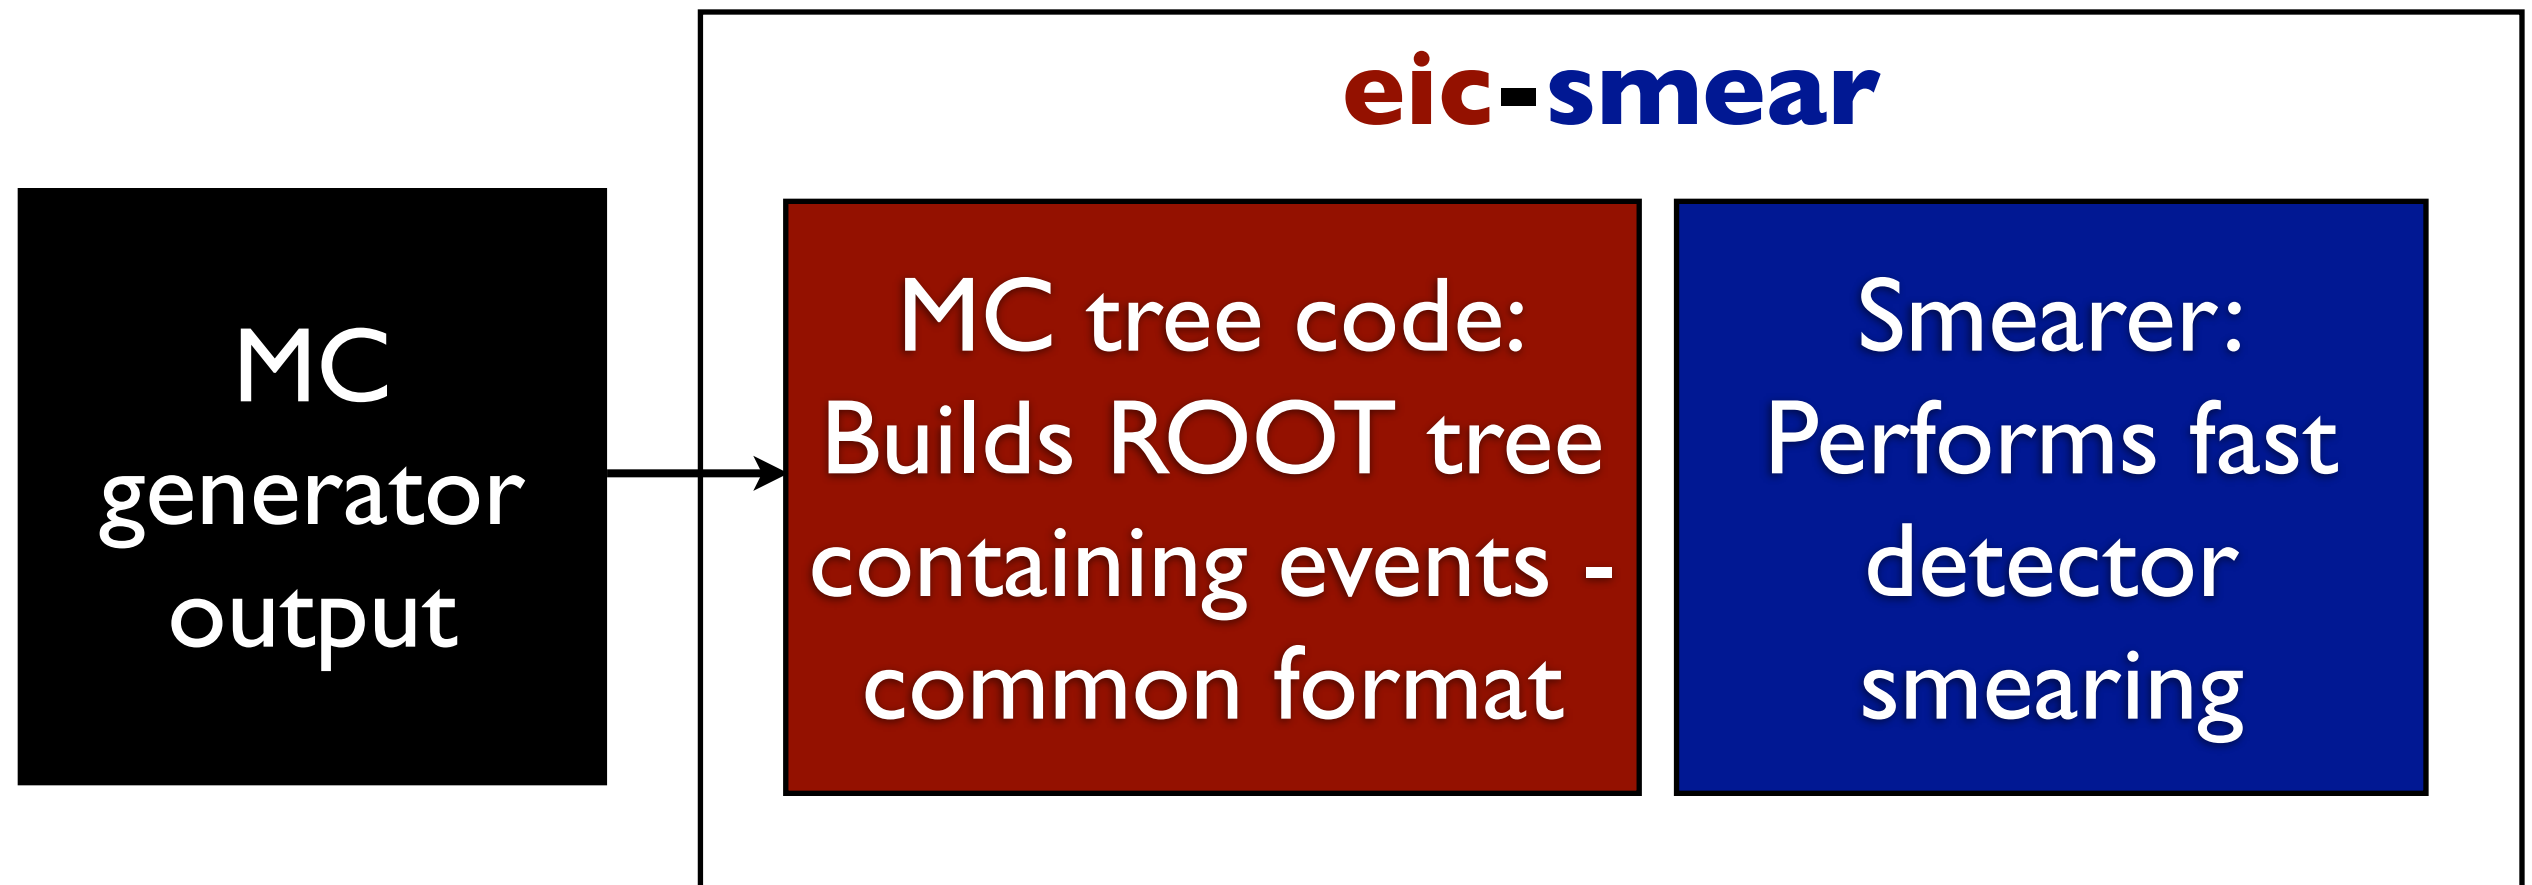 eic-smear
MC
generator
output
MC tree code:
Builds ROOT tree
containing events -
common format
Smearer:
Performs fast
detector
smearing